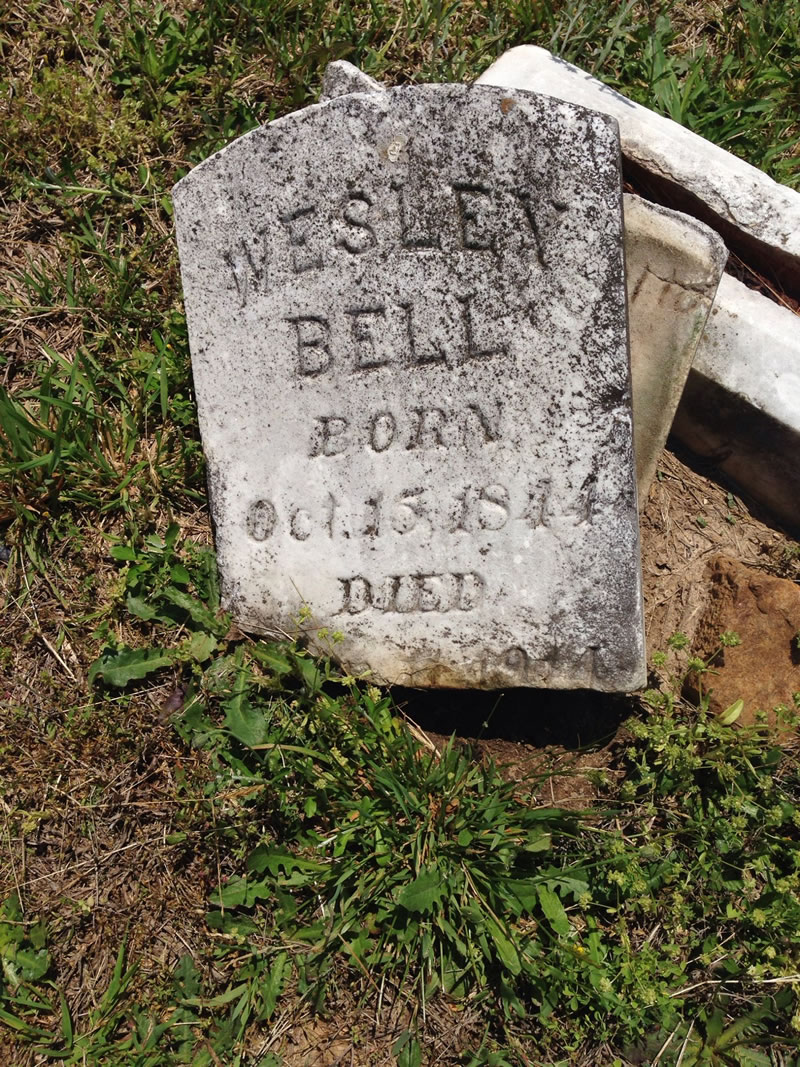 WESLEY
BELL
BORN
Oct. 15, 1844
DIED